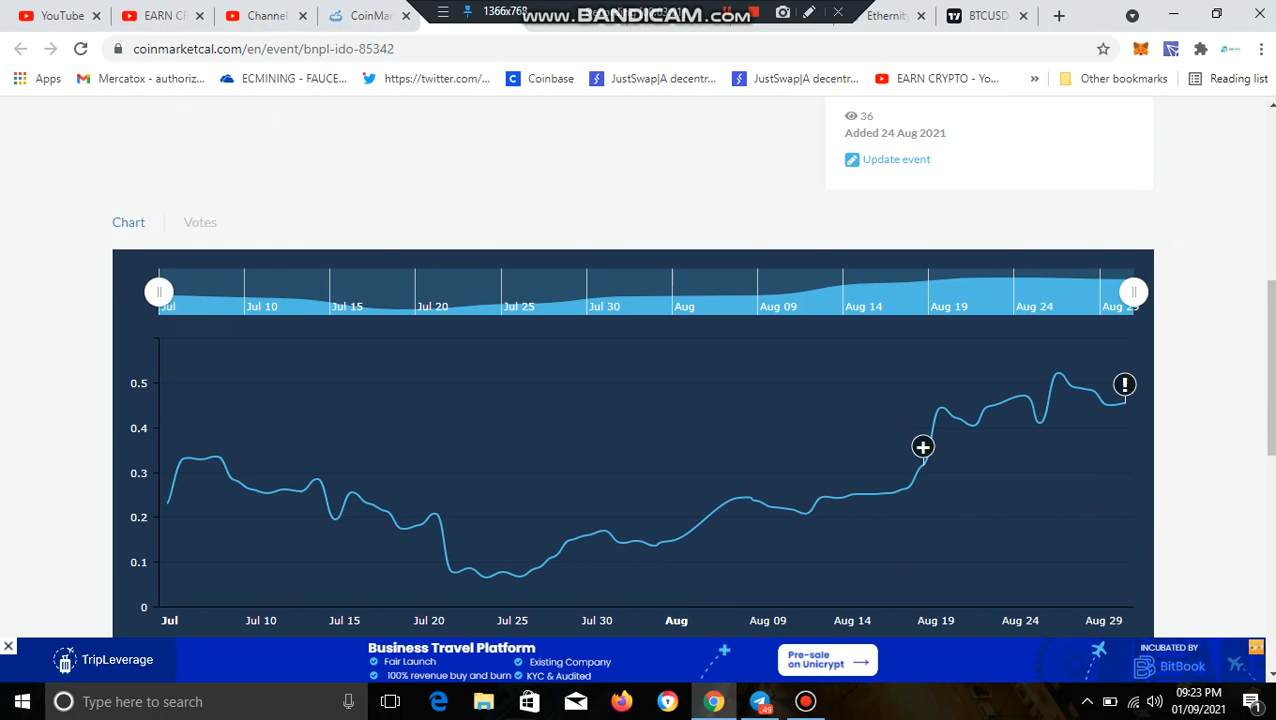 YouTube
EARN CR
Channel
CoinMar
1366x768
www.BANDICAM.com
Ethernity
BTCUSD
coinmarketcal.com/en/event/bnpl-ido-85342
Apps
Mercatox - authoriz...
ECMINING - FAUCE...
https://twitter.com/...
Coinbase
JustSwap|A decentr...
JustSwap|A decentr...
EARN CRYPTO - Yo...
»
Other bookmarks
Reading list
36
Added 24 Aug 2021
Update event
Chart
Votes
Jul
Jul 10
Jul 15
Jul 20
Jul 25
Jul 30
Aug
Aug 09
Aug 14
Aug 19
Aug 24
Aug 29
0.5
0.4
0.3
0.2
0.1
0
Jul
Jul 10
Jul 15
Jul 20
Jul 25
Jul 30
Aug
Aug 09
Aug 14
Aug 19
Aug 24
Aug 29
TripLeverage
Business Travel Platform
Fair Launch
Existing Company
100% revenue buy and burn
KYC & Audited
Pre-sale
on Unicrypt
INCUBATED BY
BitBook
Type here to search
49
09:23 PM
01/09/2021
1